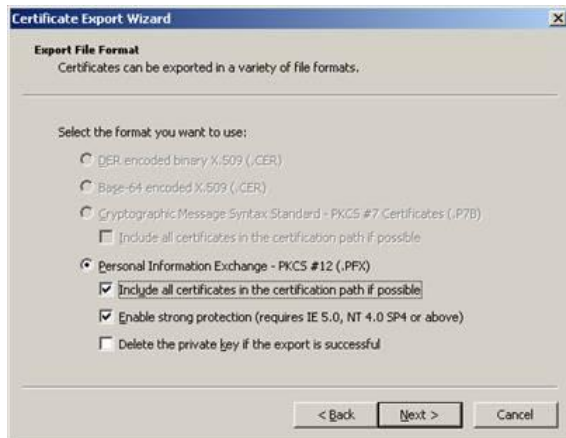 Certificate Export Wizard
Export File Format
Certificates can be exported in a variety of file formats.
Select the format you want to use:
DER encoded binary X.509 (.CER)
Base-64 encoded X.509 (.CER)
Cryptographic Message Syntax Standard - PKCS #7 Certificates (.P7B)
Include all certificates in the certification path if possible
Personal Information Exchange - PKCS #12 (.PFX)
Include all certificates in the certification path if possible
Enable strong protection (requires IE 5.0, NT 4.0 SP4 or above)
Delete the private key if the export is successful
< Back Next > Cancel